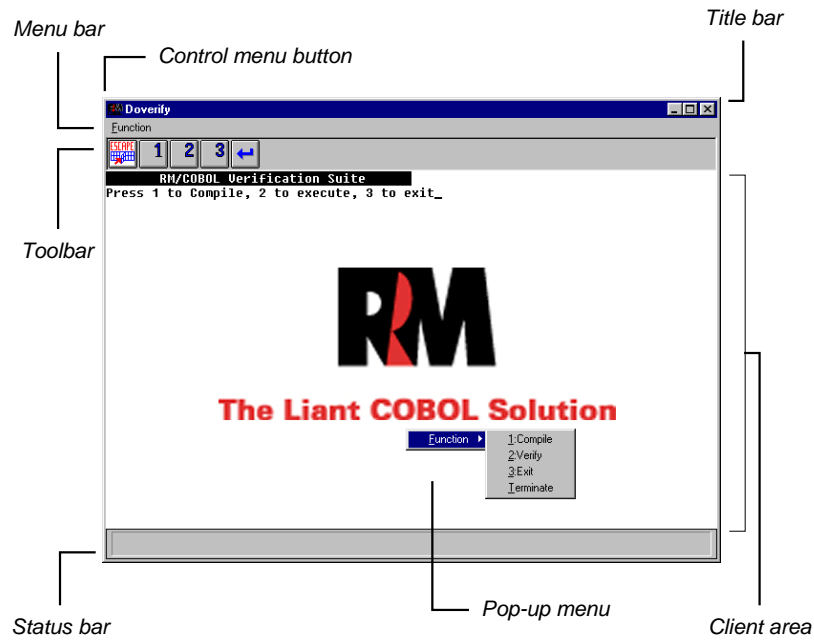 Title bar
Menu bar
Control menu button
Doverify
Function
ESCAPE 1 2 3
RM/COBOL Verification Suite
Press 1 to Compile, 2 to execute, 3 to exit_
Toolbar
RM
The Liant COBOL Solution
Function 1:Compile
2:Verify
3:Exit
Terminate
Pop-up menu
Status bar
Client area